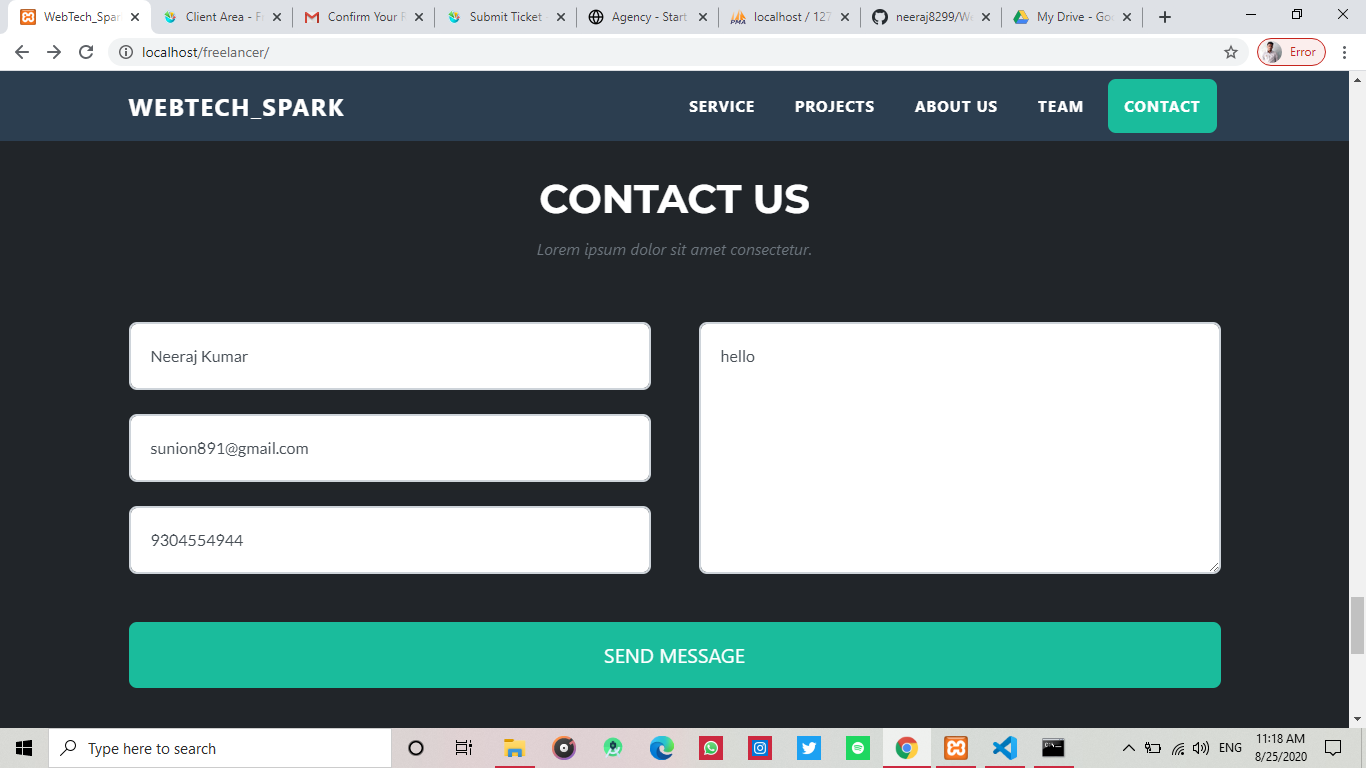 WebTech_Spar
Client Area - F
Confirm Your F
Submit Ticket -
Agency - Start
localhost / 127
neeraj8299/We
My Drive - Goo
localhost/freelancer/
Error
WEBTECH_SPARK
SERVICE
PROJECTS
ABOUT US
TEAM
CONTACT
CONTACT US
Lorem ipsum dolor sit amet consectetur.
Neeraj Kumar
hello
sunion891@gmail.com
9304554944
SEND MESSAGE
Type here to search
ENG
11:18 AM
8/25/2020